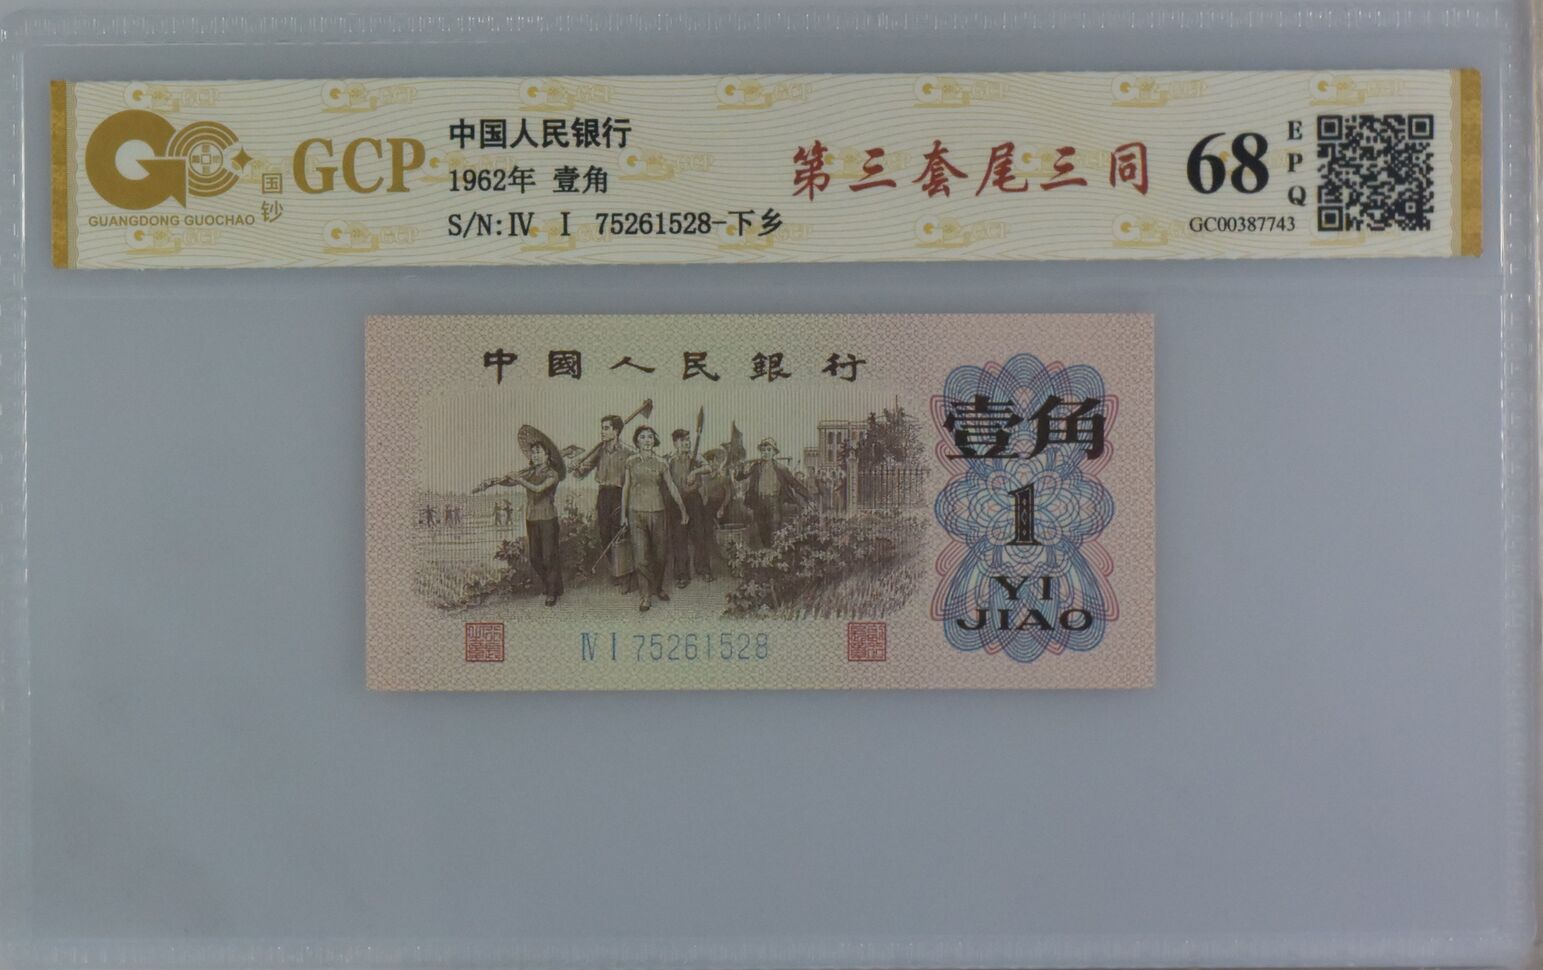 GCP
国钞
GUANGDONG GUOCHAO
中国人民银行
1962年 壹角
S/N:Ⅳ Ⅰ 75261528-下乡
第三套尾三同
68
EPQ
GC00387743
中國人民銀行
壹角
1
YI
JIAO
Ⅳ Ⅰ 75261528